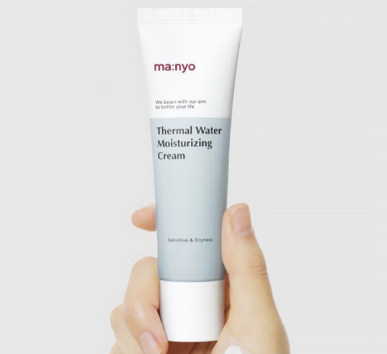 ma:nyo
We begin with our aim
to better your life
Thermal Water
Moisturizing
Cream
Sensitive & Dryness